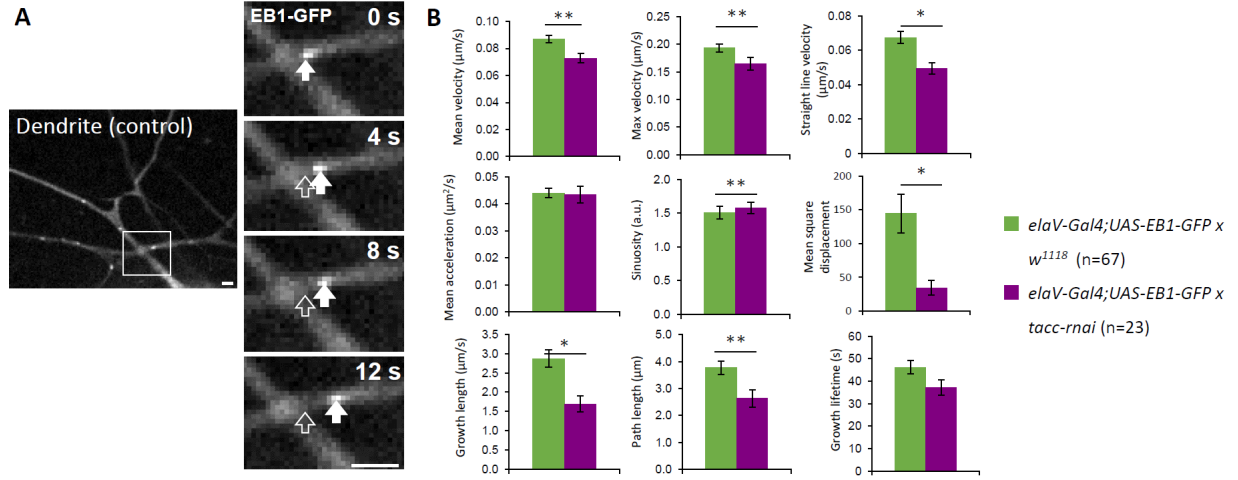 A
Dendrite (control)
EB1-GFP
0 s
4 s
8 s
12 s
B
Mean velocity (μm/s)
0.10
0.08
0.06
0.04
0.02
0.00
**
Max velocity (μm/s)
0.25
0.20
0.15
0.10
0.05
0.00
**
Straight line velocity
(μm/s)
0.08
0.06
0.04
0.02
0
*
Mean acceleration (μm²/s)
0.05
0.04
0.03
0.02
0.01
0.00
Sinuosity (a.u.)
2.0
1.5
1.0
0.5
0.0
**
Mean square
displacement
200
150
100
50
0
*
Growth length (μm/s)
3.5
3.0
2.5
2.0
1.5
1.0
0.5
0.0
*
Path length (μm)
5.0
4.0
3.0
2.0
1.0
0.0
**
Growth lifetime (s)
60
50
40
30
20
10
0
elaV-Gal4;UAS-EB1-GFP x
w¹¹¹⁸ (n=67)
elaV-Gal4;UAS-EB1-GFP x
tacc-rnai (n=23)